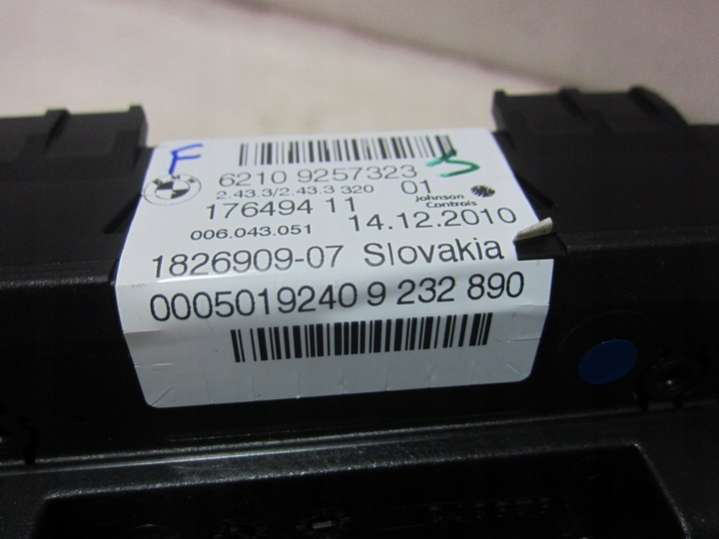 F
S
6210 9257323 01
2.43.3/2.43.3 320
Johnson Controls
176494 11
14.12.2010
006.043.051
1826909-07 Slovakia
0005019240 9 232 890